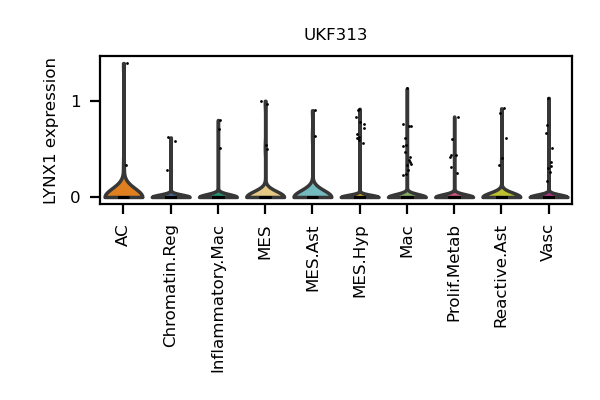 UKF313
LYNX1 expression
1
0
AC
Chromatin.Reg
Inflammatory.Mac
MES
MES.Ast
MES.Hyp
Mac
Prolif.Metab
Reactive.Ast
Vasc